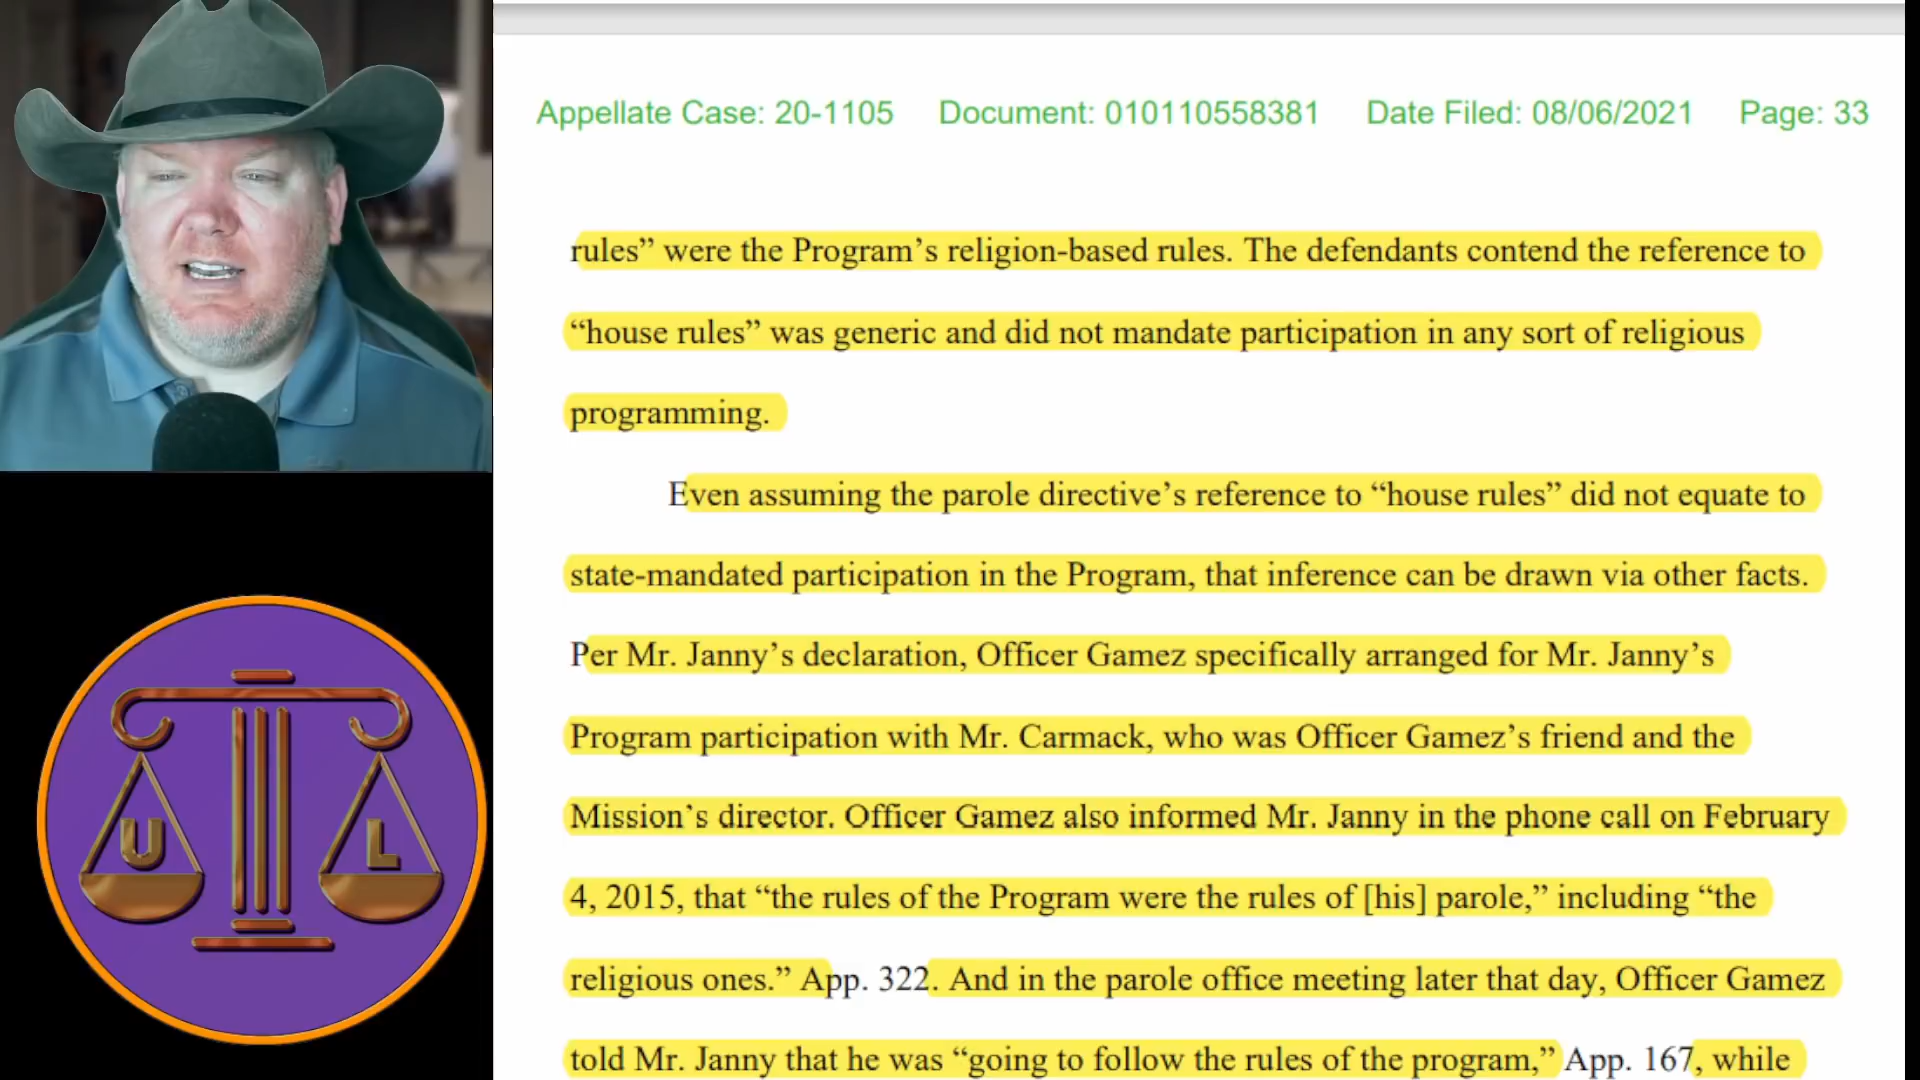 Appellate Case: 20-1105 Document: 010110558381 Date Filed: 08/06/2021 Page: 33
rules” were the Program’s religion-based rules. The defendants contend the reference to
“house rules” was generic and did not mandate participation in any sort of religious
programming.
Even assuming the parole directive’s reference to “house rules” did not equate to
state-mandated participation in the Program, that inference can be drawn via other facts.
Per Mr. Janny’s declaration, Officer Gamez specifically arranged for Mr. Janny’s
Program participation with Mr. Carmack, who was Officer Gamez’s friend and the
Mission’s director. Officer Gamez also informed Mr. Janny in the phone call on February
4, 2015, that “the rules of the Program were the rules of [his] parole,” including “the
religious ones.” App. 322. And in the parole office meeting later that day, Officer Gamez
told Mr. Janny that he was “going to follow the rules of the program,” App. 167, while
U L